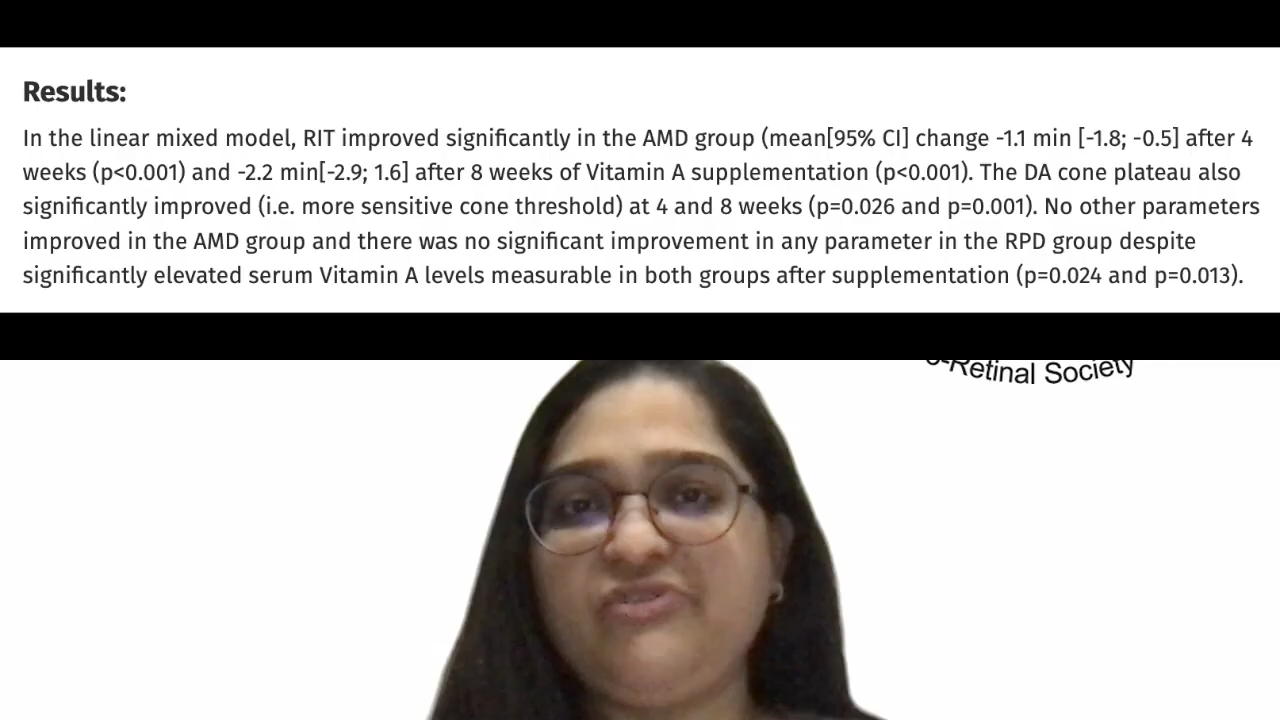 Results:
In the linear mixed model, RIT improved significantly in the AMD group (mean[95% CI] change -1.1 min [-1.8; -0.5] after 4
weeks (p<0.001) and -2.2 min[-2.9; 1.6] after 8 weeks of Vitamin A supplementation (p<0.001). The DA cone plateau also
significantly improved (i.e. more sensitive cone threshold) at 4 and 8 weeks (p=0.026 and p=0.001). No other parameters
improved in the AMD group and there was no significant improvement in any parameter in the RPD group despite
significantly elevated serum Vitamin A levels measurable in both groups after supplementation (p=0.024 and p=0.013).
-Retinal Society